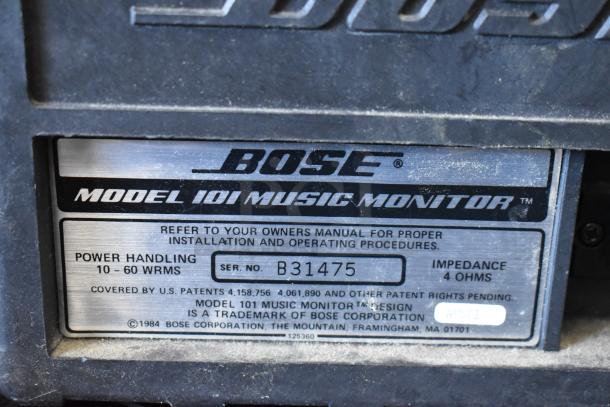 BOSE
BOSE®
MODEL 101 MUSIC MONITOR™
REFER TO YOUR OWNERS MANUAL FOR PROPER
INSTALLATION AND OPERATING PROCEDURES.
POWER HANDLING
10 - 60 WRMS
SER. NO. B31475
IMPEDANCE
4 OHMS
COVERED BY U.S. PATENTS 4,158,756 4,061,890 AND OTHER PATENT RIGHTS PENDING.
MODEL 101 MUSIC MONITOR™ DESIGN
IS A TRADEMARK OF BOSE CORPORATION
©1984 BOSE CORPORATION, THE MOUNTAIN, FRAMINGHAM, MA 01701
125360